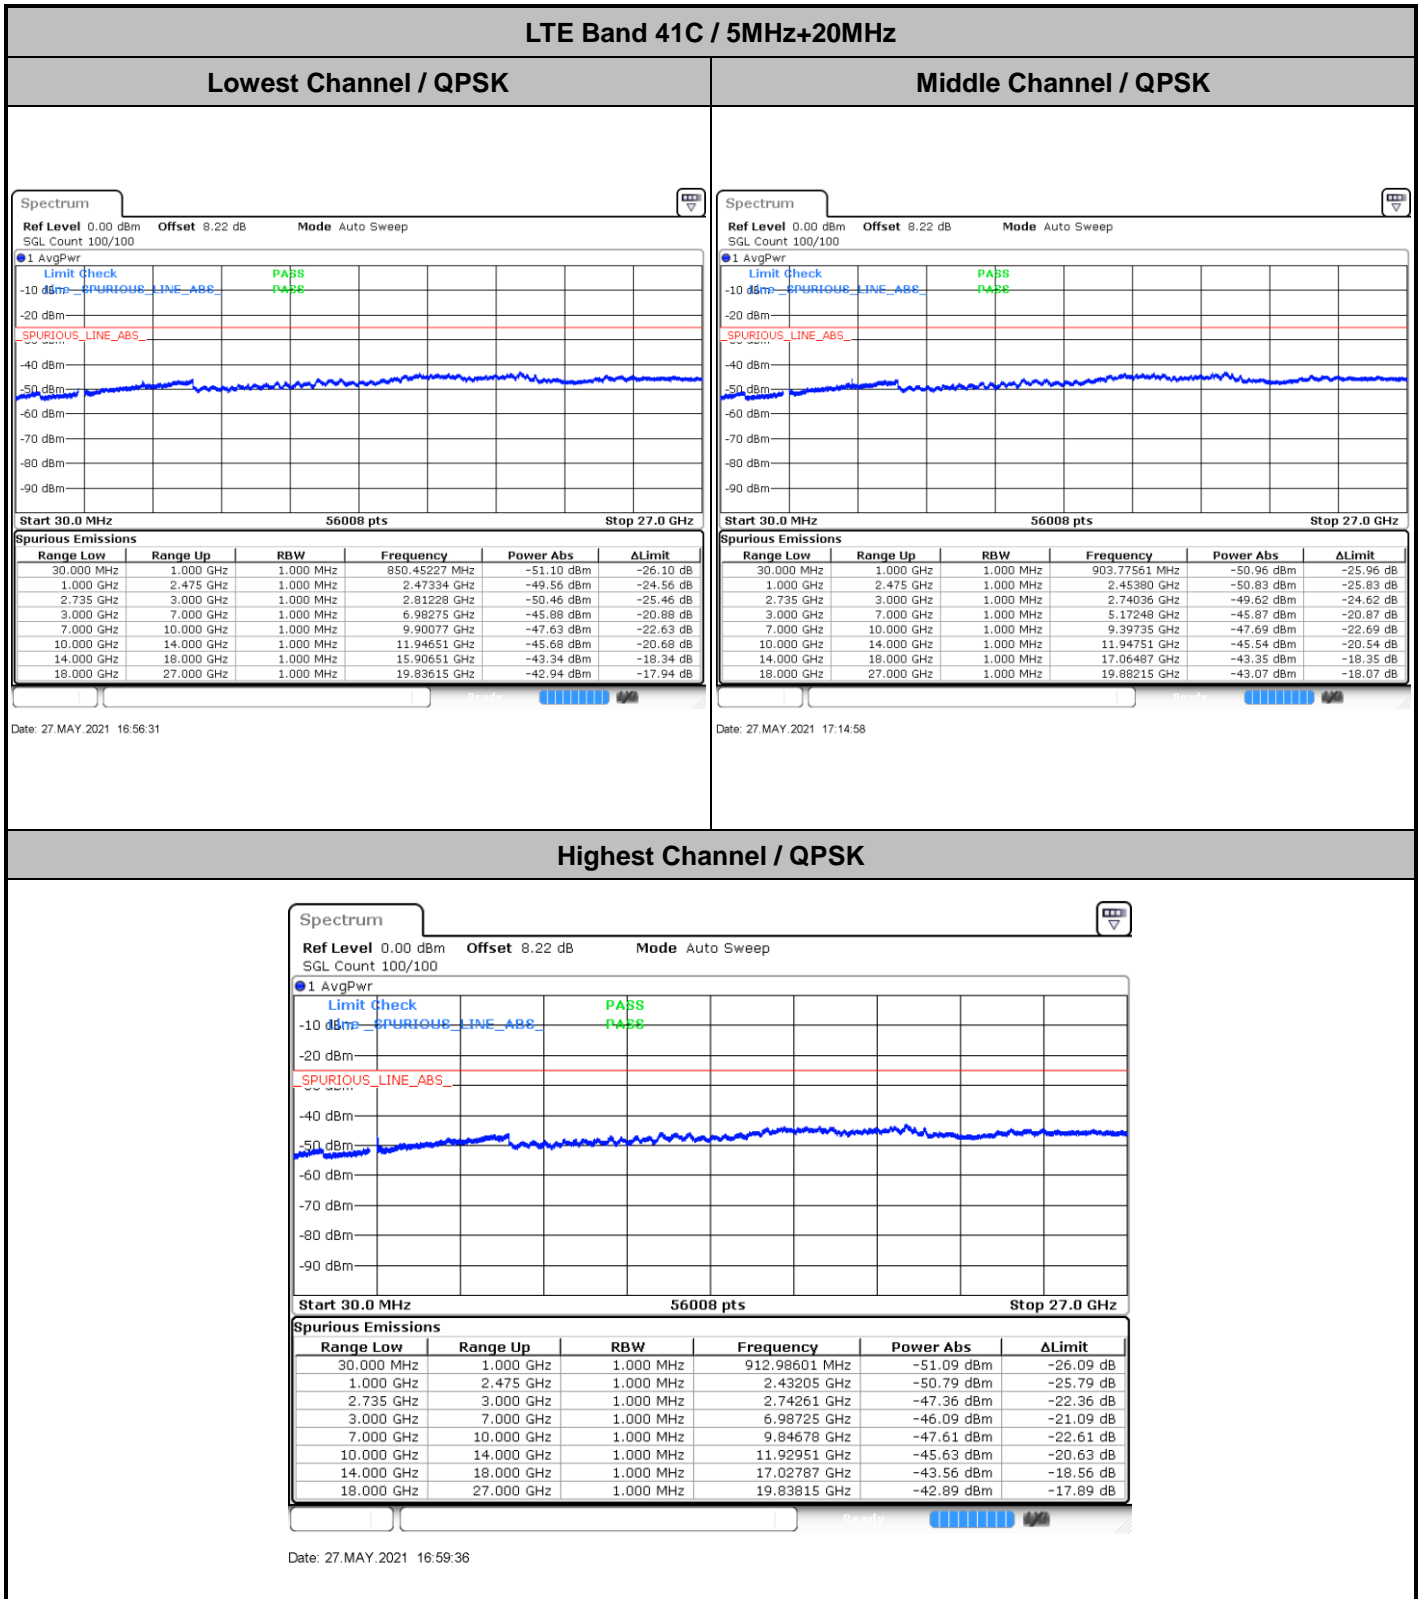 LTE Band 41C / 5MHz+20MHz
Lowest Channel / QPSK
Middle Channel / QPSK
Spectrum
Ref Level 0.00 dBm Offset 8.22 dB Mode Auto Sweep
SGL Count 100/100
1 AvgPwr
Limit Check PASS
-10 dBm Line _SPURIOUS_LINE_ABS_ PASS
-20 dBm
_SPURIOUS_LINE_ABS_
-40 dBm
-50 dBm
-60 dBm
-70 dBm
-80 dBm
-90 dBm
Start 30.0 MHz 56008 pts Stop 27.0 GHz
Spurious Emissions
Range Low Range Up RBW Frequency Power Abs ΔLimit
30.000 MHz 1.000 GHz 1.000 MHz 850.45227 MHz -51.10 dBm -26.10 dB
1.000 GHz 2.475 GHz 1.000 MHz 2.47334 GHz -49.56 dBm -24.56 dB
2.735 GHz 3.000 GHz 1.000 MHz 2.81228 GHz -50.46 dBm -25.46 dB
3.000 GHz 7.000 GHz 1.000 MHz 6.98275 GHz -45.88 dBm -20.88 dB
7.000 GHz 10.000 GHz 1.000 MHz 9.90077 GHz -47.63 dBm -22.63 dB
10.000 GHz 14.000 GHz 1.000 MHz 11.94651 GHz -45.68 dBm -20.68 dB
14.000 GHz 18.000 GHz 1.000 MHz 15.90651 GHz -43.34 dBm -18.34 dB
18.000 GHz 27.000 GHz 1.000 MHz 19.83615 GHz -42.94 dBm -17.94 dB
Ready
Date: 27.MAY.2021 16:56:31
Spectrum
Ref Level 0.00 dBm Offset 8.22 dB Mode Auto Sweep
SGL Count 100/100
1 AvgPwr
Limit Check PASS
-10 dBm Line _SPURIOUS_LINE_ABS_ PASS
-20 dBm
_SPURIOUS_LINE_ABS_
-40 dBm
-50 dBm
-60 dBm
-70 dBm
-80 dBm
-90 dBm
Start 30.0 MHz 56008 pts Stop 27.0 GHz
Spurious Emissions
Range Low Range Up RBW Frequency Power Abs ΔLimit
30.000 MHz 1.000 GHz 1.000 MHz 903.77561 MHz -50.96 dBm -25.96 dB
1.000 GHz 2.475 GHz 1.000 MHz 2.45380 GHz -50.83 dBm -25.83 dB
2.735 GHz 3.000 GHz 1.000 MHz 2.74036 GHz -49.62 dBm -24.62 dB
3.000 GHz 7.000 GHz 1.000 MHz 5.17248 GHz -45.87 dBm -20.87 dB
7.000 GHz 10.000 GHz 1.000 MHz 9.39735 GHz -47.69 dBm -22.69 dB
10.000 GHz 14.000 GHz 1.000 MHz 11.94751 GHz -45.54 dBm -20.54 dB
14.000 GHz 18.000 GHz 1.000 MHz 17.06487 GHz -43.35 dBm -18.35 dB
18.000 GHz 27.000 GHz 1.000 MHz 19.88215 GHz -43.07 dBm -18.07 dB
Ready
Date: 27.MAY.2021 17:14:58
Highest Channel / QPSK
Spectrum
Ref Level 0.00 dBm Offset 8.22 dB Mode Auto Sweep
SGL Count 100/100
1 AvgPwr
Limit Check PASS
-10 dBm Line _SPURIOUS_LINE_ABS_ PASS
-20 dBm
_SPURIOUS_LINE_ABS_
-40 dBm
-50 dBm
-60 dBm
-70 dBm
-80 dBm
-90 dBm
Start 30.0 MHz 56008 pts Stop 27.0 GHz
Spurious Emissions
Range Low Range Up RBW Frequency Power Abs ΔLimit
30.000 MHz 1.000 GHz 1.000 MHz 912.98601 MHz -51.09 dBm -26.09 dB
1.000 GHz 2.475 GHz 1.000 MHz 2.43205 GHz -50.79 dBm -25.79 dB
2.735 GHz 3.000 GHz 1.000 MHz 2.74261 GHz -47.36 dBm -22.36 dB
3.000 GHz 7.000 GHz 1.000 MHz 6.98725 GHz -46.09 dBm -21.09 dB
7.000 GHz 10.000 GHz 1.000 MHz 9.84678 GHz -47.61 dBm -22.61 dB
10.000 GHz 14.000 GHz 1.000 MHz 11.92951 GHz -45.63 dBm -20.63 dB
14.000 GHz 18.000 GHz 1.000 MHz 17.02787 GHz -43.56 dBm -18.56 dB
18.000 GHz 27.000 GHz 1.000 MHz 19.83815 GHz -42.89 dBm -17.89 dB
Ready
Date: 27.MAY.2021 16:59:36